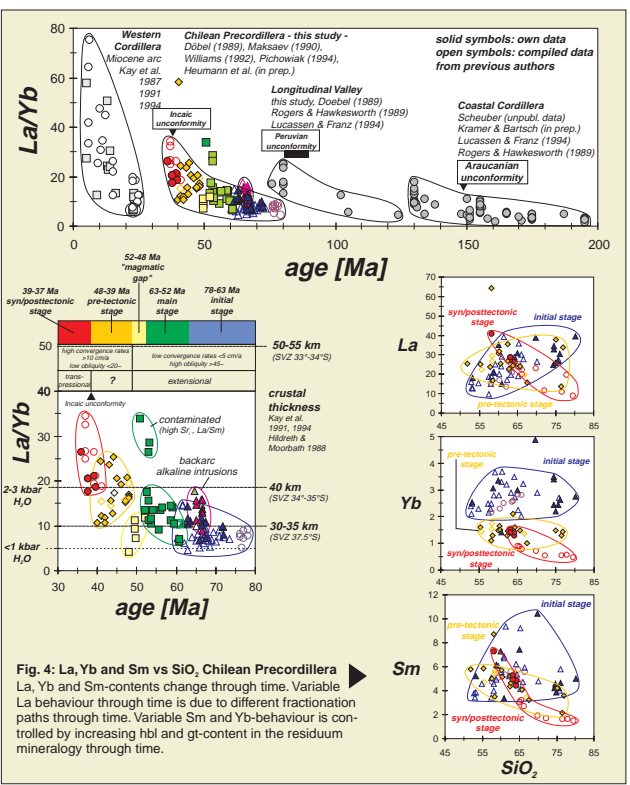 80
60
40
20
0
La/Yb
0
50
100
150
200
age [Ma]
Western
Cordillera
Miocene arc
Kay et al.
1987
1991
1994
Chilean Precordillera - this study -
Döbel (1989), Maksaev (1990),
Williams (1992), Pichowiak (1994),
Heumann et al. (in prep.)
solid symbols: own data
open symbols: compiled data
from previous authors
Incaic
unconformity
Longitudinal Valley
this study, Doebel (1989)
Rogers & Hawkesworth (1989)
Lucassen & Franz (1994)
Peruvian
unconformity
Coastal Cordillera
Scheuber (unpubl. data)
Kramer & Bartsch (in prep.)
Lucassen & Franz (1994)
Rogers & Hawkesworth (1989)
Araucanian
unconformity
52-48 Ma
"magmatic
gap"
39-37 Ma
syn/posttectonic
stage
48-39 Ma
pre-tectonic
stage
63-52 Ma
main
stage
78-63 Ma
initial
stage
50
high convergence rates
>10 cm/a
low obliquity <20~
low convergence rates <5 cm/a
high obliquity >45~
trans-
pressional
?
extensional
50-55 km
(SVZ 33°-34°S)
Incaic unconformity
crustal
thickness
Kay et al.
1991, 1994
Hildreth &
Moorbath 1988
contaminated
(high Sr, , La/Sm)
backarc
alkaline intrusions
40 km
(SVZ 34°-35°S)
30-35 km
(SVZ 37.5°S)
La/Yb
40
30
20
10
0
2-3 kbar
H2O
<1 kbar
H2O
30
40
50
60
70
80
age [Ma]
70
60
50
40
30
20
10
0
La
syn/posttectonic
stage
initial stage
pre-tectonic stage
45
55
65
75
85
5
4
3
2
1
0
Yb
pre-tectonic
stage
initial stage
syn/posttectonic stage
45
55
65
75
85
12
10
8
6
4
2
0
Sm
initial stage
pre-tectonic
stage
syn/posttectonic
stage
45
55
65
75
85
SiO2
Fig. 4: La, Yb and Sm vs SiO2 Chilean Precordillera
La, Yb and Sm-contents change through time. Variable
La behaviour through time is due to different fractionation
paths through time. Variable Sm and Yb-behaviour is con-
trolled by increasing hbl and gt-content in the residuum
mineralogy through time.